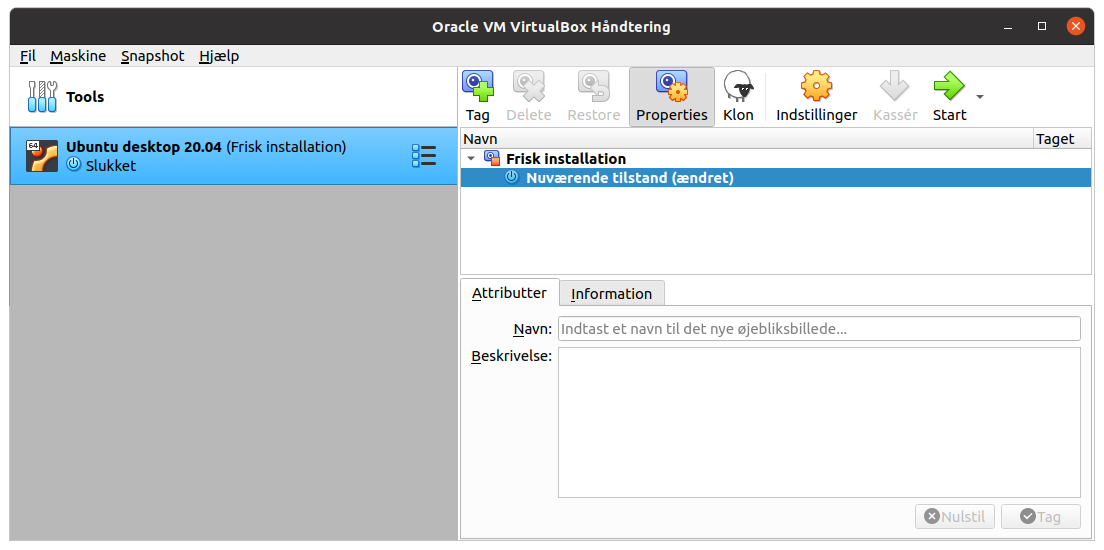 Oracle VM VirtualBox Håndtering
Fil Maskine Snapshot Hjælp
Tools
Tag Delete Restore Properties Klon Indstillinger Kassér Start
64
Ubuntu desktop 20.04 (Frisk installation)
Slukket
Navn Taget
Frisk installation
Nuværende tilstand (ændret)
Attributter Information
Navn: Indtast et navn til det nye øjebliksbillede...
Beskrivelse:
Nulstil Tag